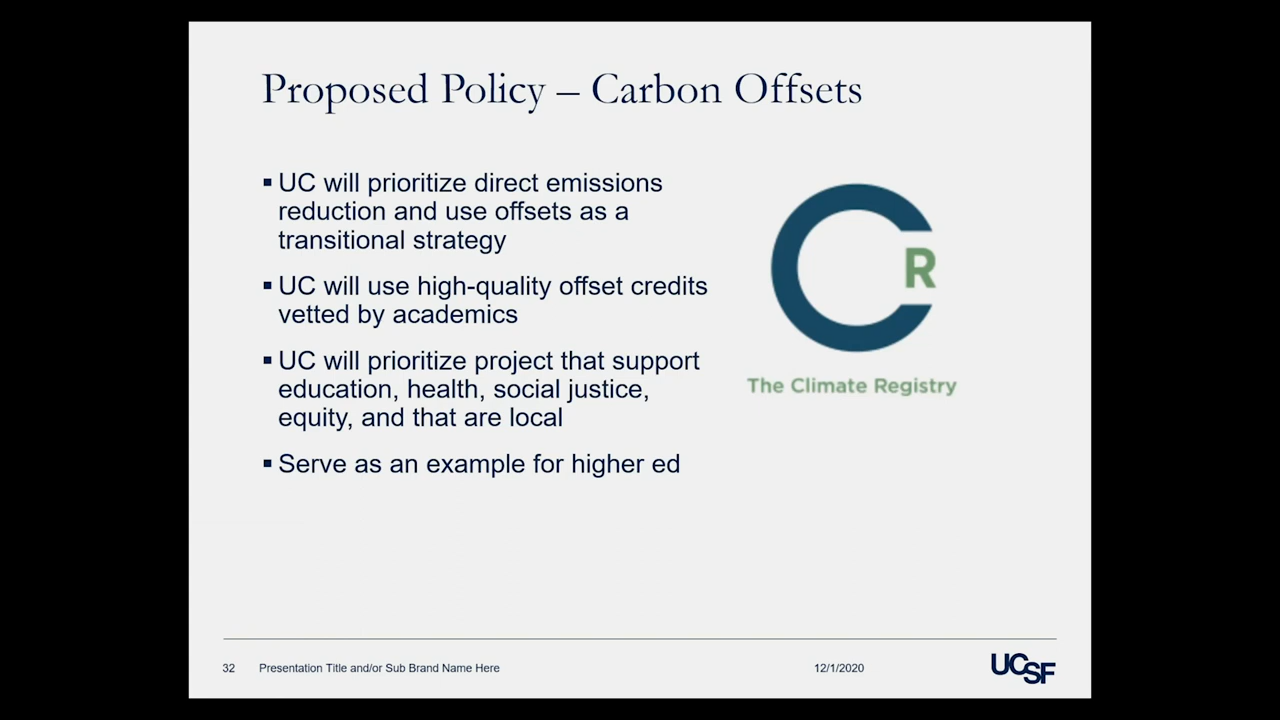 Proposed Policy – Carbon Offsets
▪ UC will prioritize direct emissions
reduction and use offsets as a
transitional strategy
▪ UC will use high-quality offset credits
vetted by academics
▪ UC will prioritize project that support
education, health, social justice,
equity, and that are local
▪ Serve as an example for higher ed
CR
The Climate Registry
32 Presentation Title and/or Sub Brand Name Here 12/1/2020 UCSF